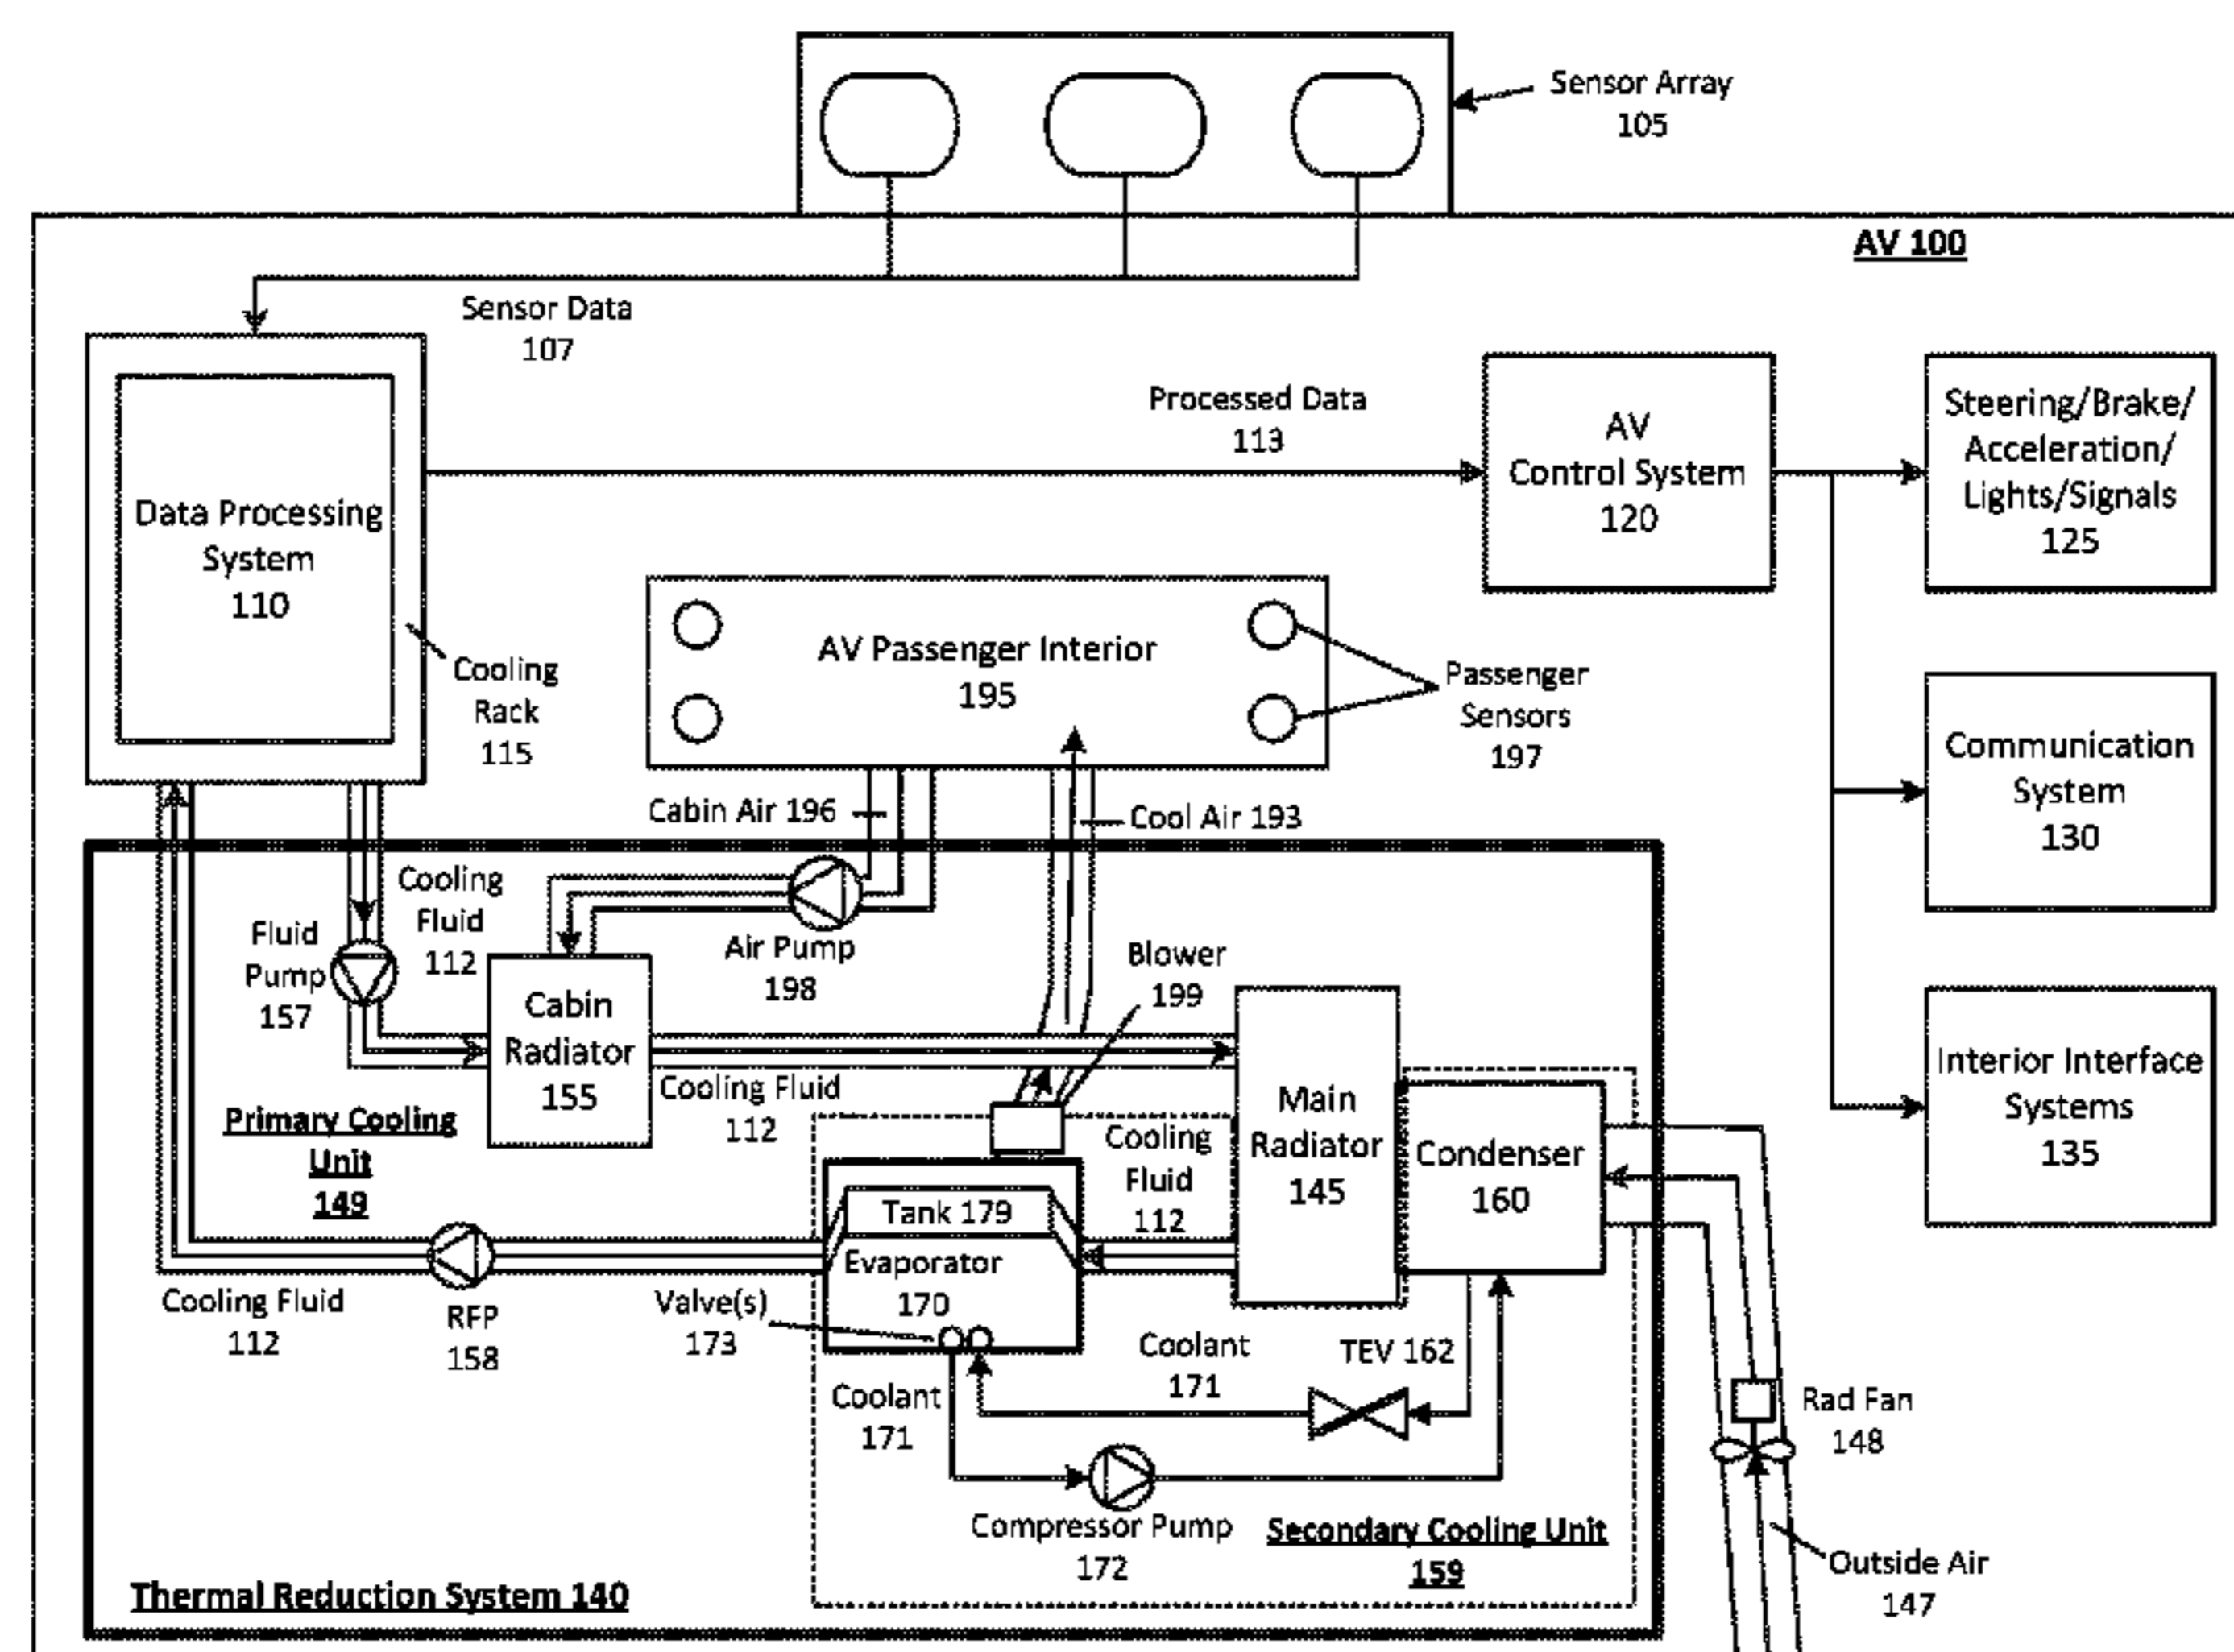 Sensor Array
105
AV 100
Sensor Data
107
Processed Data
113
Data Processing
System
110
Cooling
Rack
115
AV
Control System
120
Steering/Brake/
Acceleration/
Lights/Signals
125
AV Passenger Interior
195
Passenger
Sensors
197
Communication
System
130
Interior Interface
Systems
135
Cabin Air 196
Cool Air 193
Cooling
Fluid
112
Fluid
Pump
157
Air Pump
198
Blower
199
Cabin
Radiator
155
Cooling Fluid
112
Primary Cooling
Unit
149
Main
Radiator
145
Condenser
160
Cooling
Fluid
112
Tank 179
Evaporator
170
Cooling Fluid
112
RFP
158
Valve(s)
173
Coolant
171
TEV 162
Coolant
171
Compressor Pump
172
Secondary Cooling Unit
159
Rad Fan
148
Outside Air
147
Thermal Reduction System 140